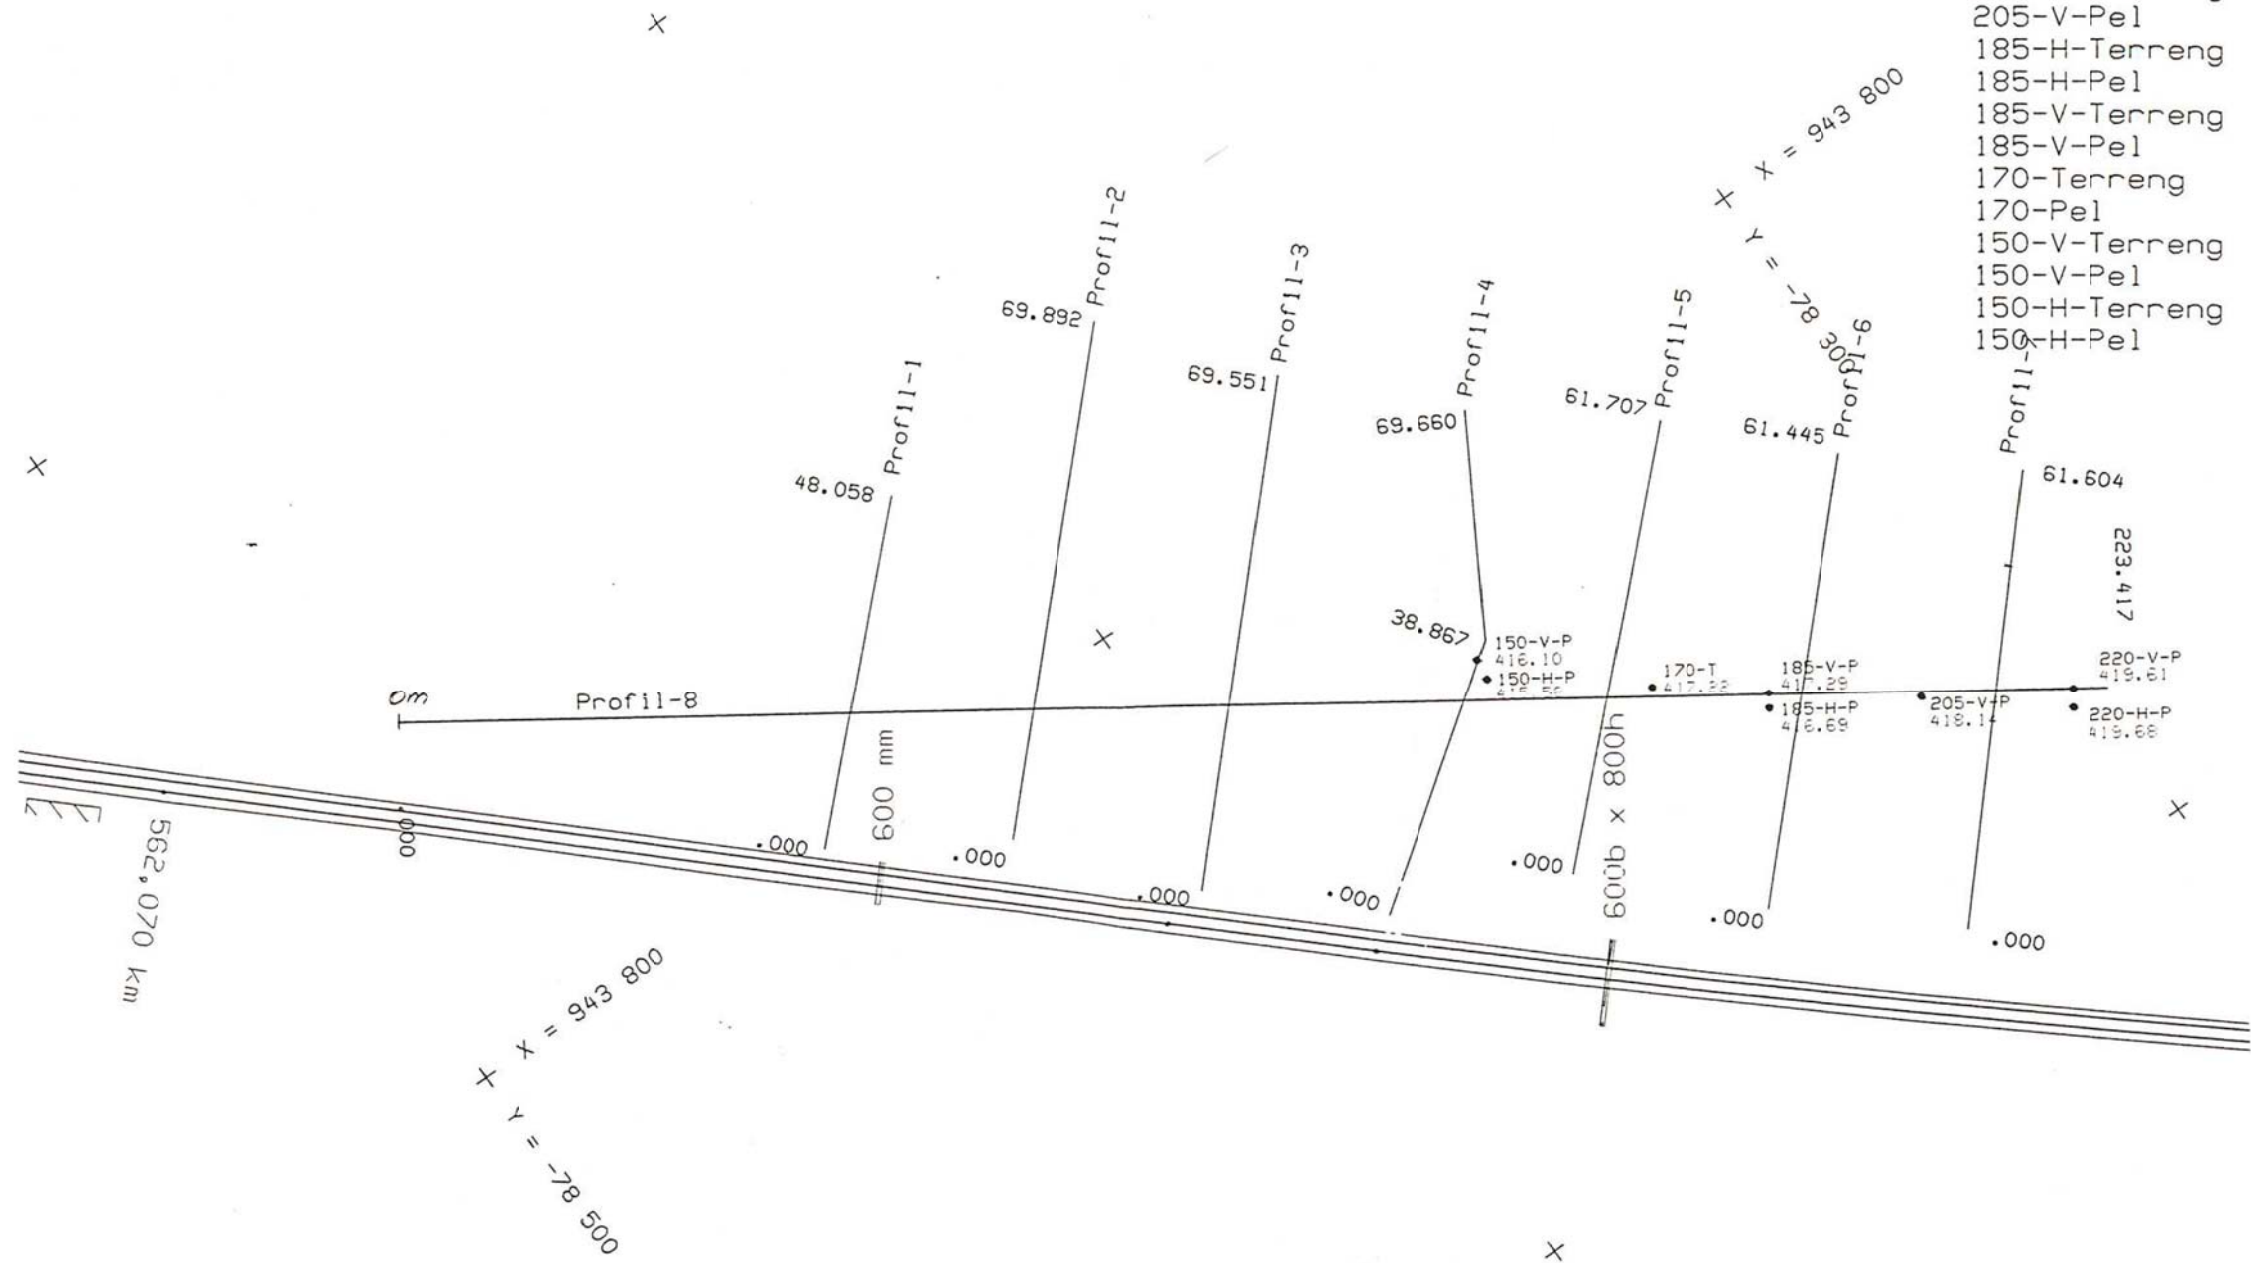 205-V-Pel
185-H-Terreng
185-H-Pel
185-V-Terreng
185-V-Pel
170-Terreng
170-Pel
150-V-Terreng
150-V-Pel
150-H-Terreng
150-H-Pel
X = 943 800
Y = -78 300
Profil-1
48.058
Profil-2
69.892
Profil-3
69.551
Profil-4
69.660
38.867
Profil-5
61.707
Profil-6
61.445
Profil-7
61.604
223.417
150-V-P
416.10
150-H-P
170-T
417.22
185-V-P
417.29
185-H-P
416.69
205-V-P
418.14
220-V-P
419.61
220-H-P
419.68
0m
Profil-8
.000
.000
.000
.000
.000
.000
.000
.000
600 mm
600b x 800h
562,070 km
X = 943 800
Y = -78 500